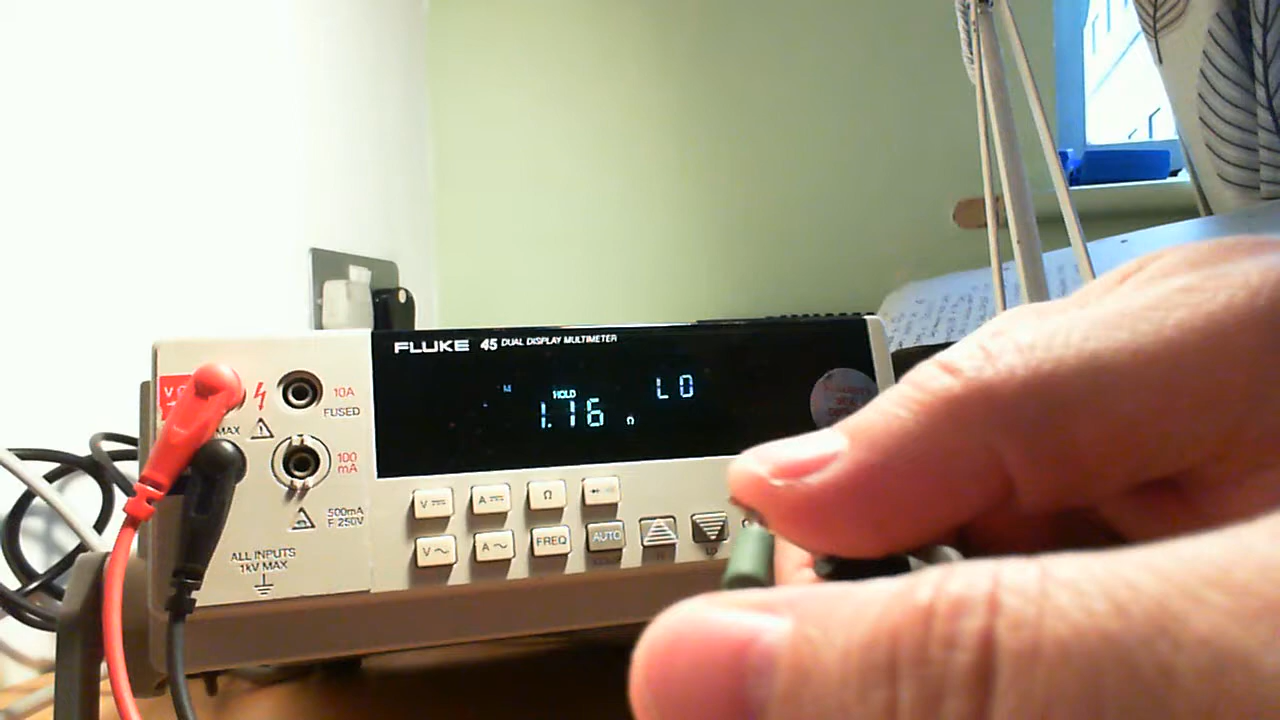 FLUKE 45 DUAL DISPLAY MULTIMETER
M
HOLD
1.16 Ω
LO
V Ω
MAX
10A
FUSED
100
mA
500mA
F 250V
ALL INPUTS
1kV MAX
V
A
Ω
V
A
FREQ
AUTO
LO